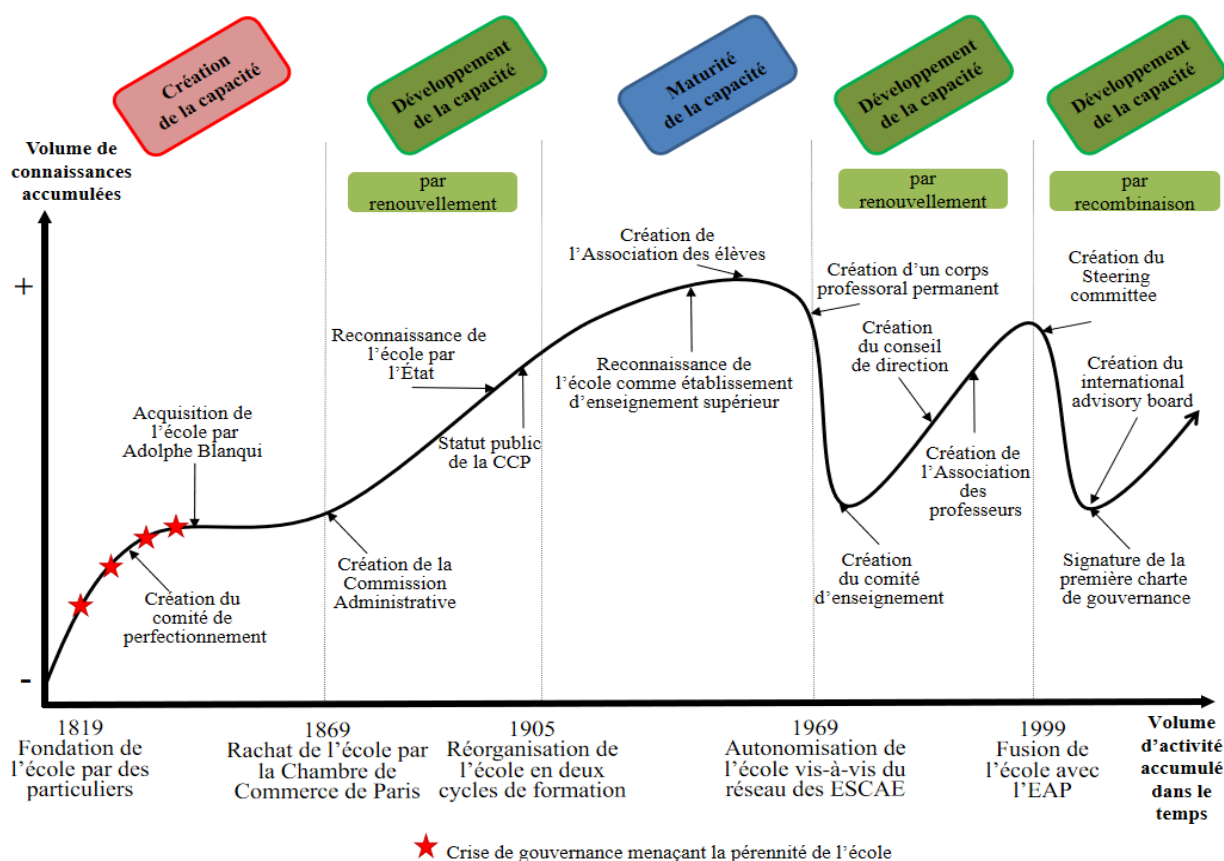 Création
de la capacité
Développement
de la capacité
Maturité
de la capacité
Développement
de la capacité
Développement
de la capacité
Volume de
connaissances
accumulées
par
renouvellement
par
renouvellement
par
recombinaison
+
-
Création de
l’Association des élèves
Création d’un corps
professoral permanent
Création du
Steering
committee
Reconnaissance de
l’école par
l’État
Reconnaissance de
l’école comme établissement
d’enseignement supérieur
Création
du conseil
de direction
Création du
international
advisory board
Acquisition de
l’école par
Adolphe Blanqui
Statut public
de la CCP
Création de
l’Association
des
professeurs
Création du
comité de
perfectionnement
Création de la
Commission
Administrative
Création
du comité
d’enseignement
Signature de la
première charte
de gouvernance
1819
Fondation de
l’école par des
particuliers
1869
Rachat de l’école par
la Chambre de
Commerce de Paris
1905
Réorganisation de
l’école en deux
cycles de formation
1969
Autonomisation de
l’école vis-à-vis du
réseau des ESCAE
1999
Fusion de
l’école avec
l’EAP
Volume
d’activité
accumulé
dans le
temps
Crise de gouvernance menaçant la pérennité de l’école